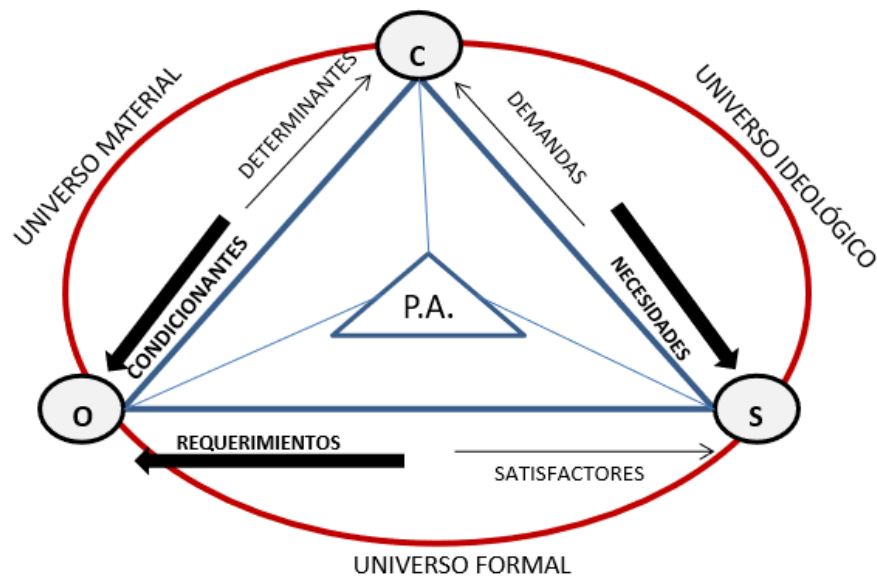 C
UNIVERSO MATERIAL
DETERMINANTES
DEMANDAS
UNIVERSO IDEOLÓGICO
CONDICIONANTES
NECESIDADES
P.A.
O
S
REQUERIMIENTOS
SATISFACTORES
UNIVERSO FORMAL